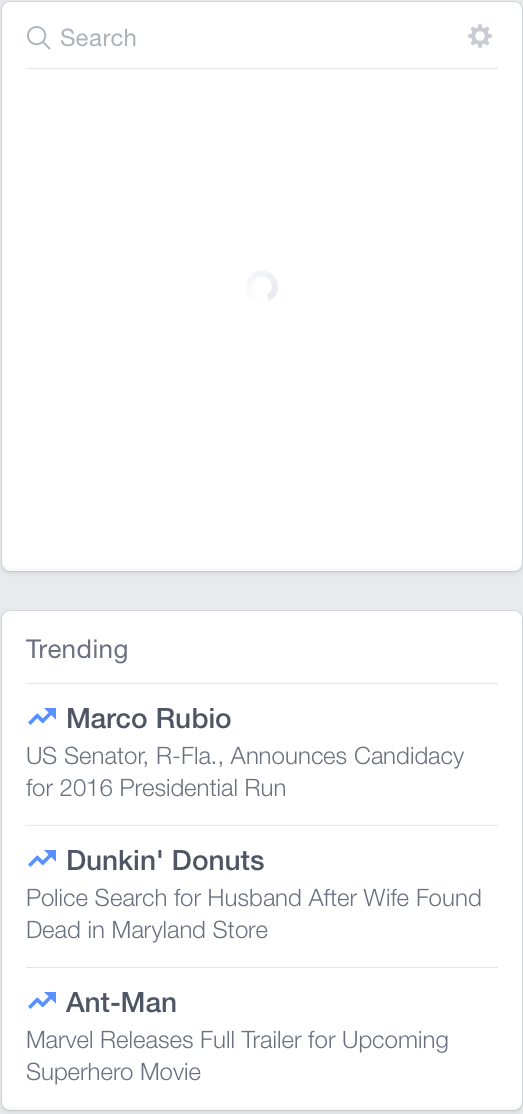 Search
Trending
Marco Rubio
US Senator, R-Fla., Announces Candidacy
for 2016 Presidential Run
Dunkin' Donuts
Police Search for Husband After Wife Found
Dead in Maryland Store
Ant-Man
Marvel Releases Full Trailer for Upcoming
Superhero Movie